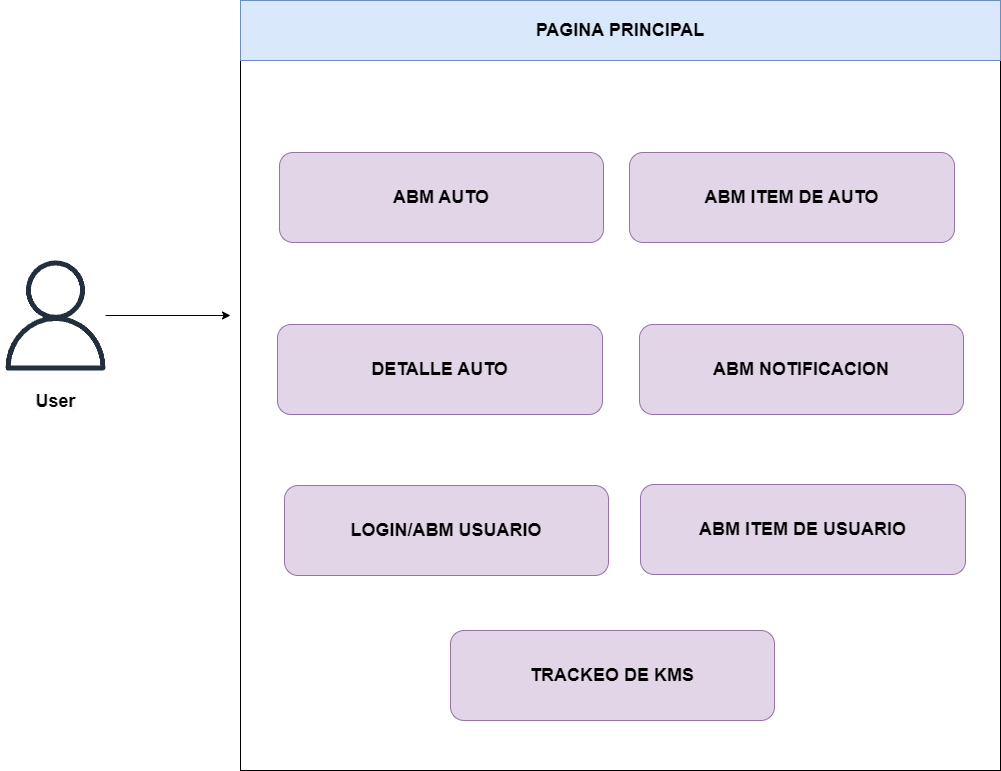 PAGINA PRINCIPAL
ABM AUTO
ABM ITEM DE AUTO
DETALLE AUTO
ABM NOTIFICACION
User
LOGIN/ABM USUARIO
ABM ITEM DE USUARIO
TRACKEO DE KMS